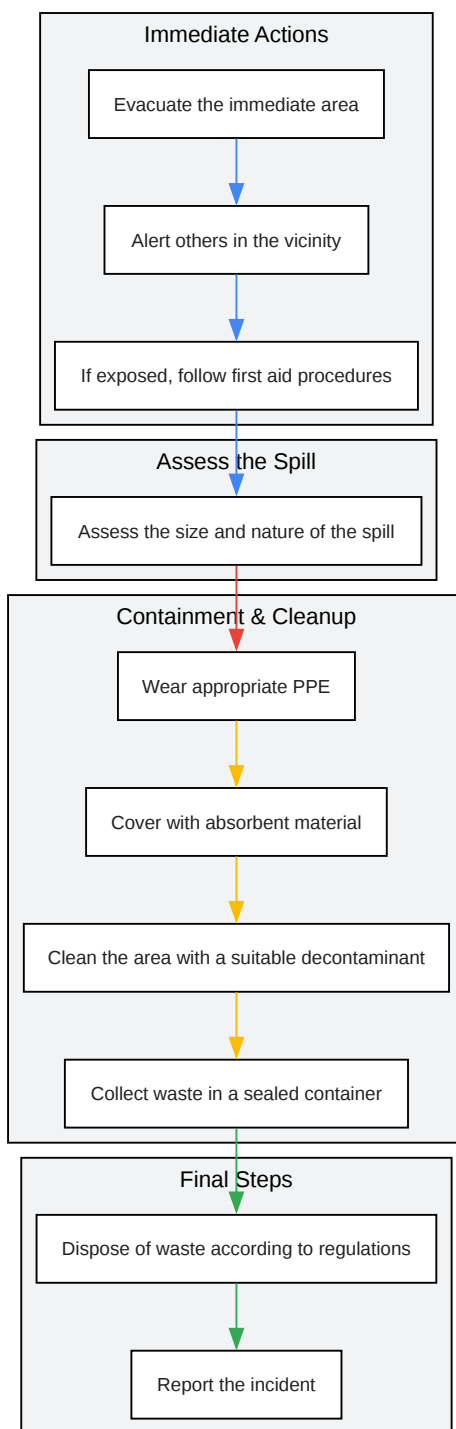 Immediate Actions
Evacuate the immediate area
Alert others in the vicinity
If exposed, follow first aid procedures
Assess the Spill
Assess the size and nature of the spill
Containment & Cleanup
Wear appropriate PPE
Cover with absorbent material
Clean the area with a suitable decontaminant
Collect waste in a sealed container
Final Steps
Dispose of waste according to regulations
Report the incident